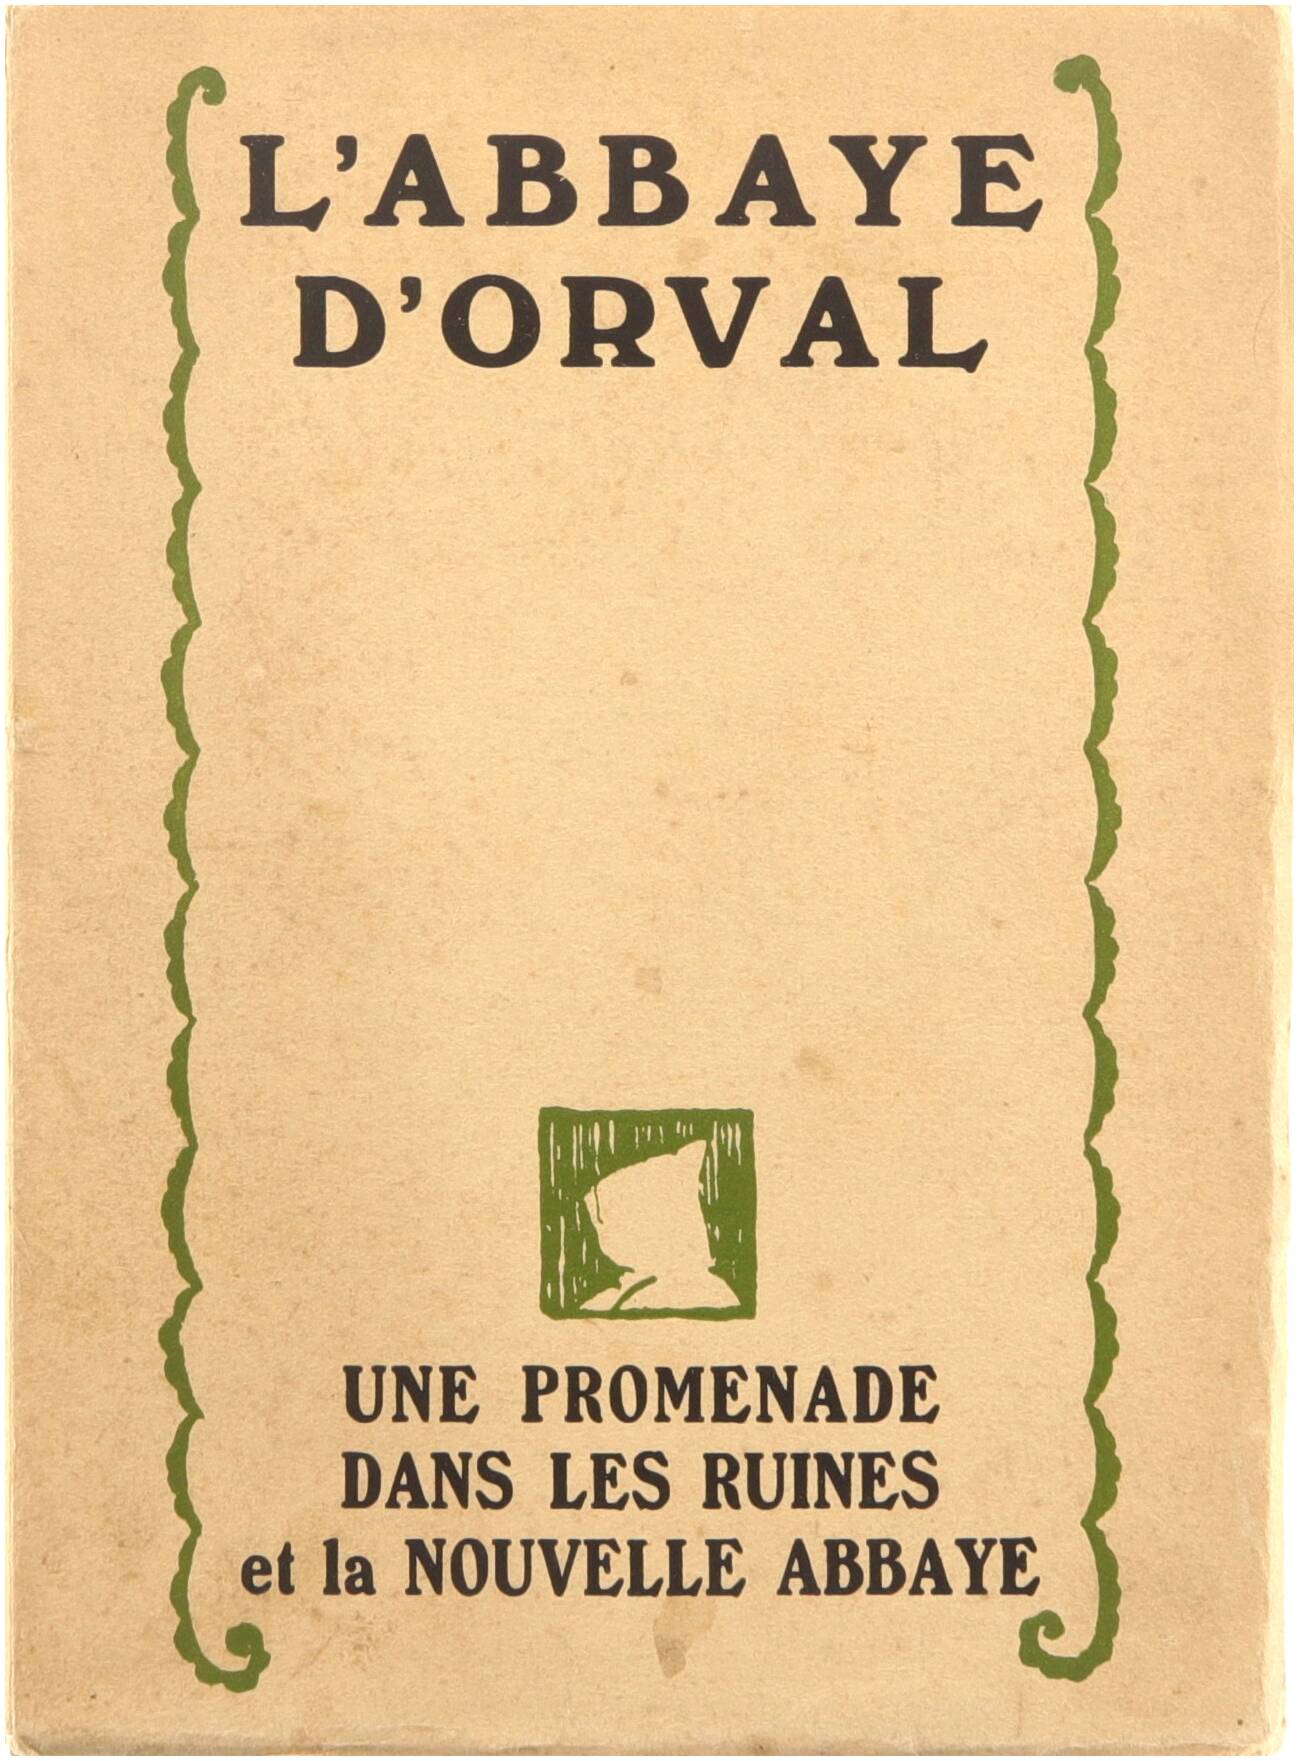 L'ABBAYE
D'ORVAL
UNE PROMENADE
DANS LES RUINES
et la NOUVELLE ABBAYE